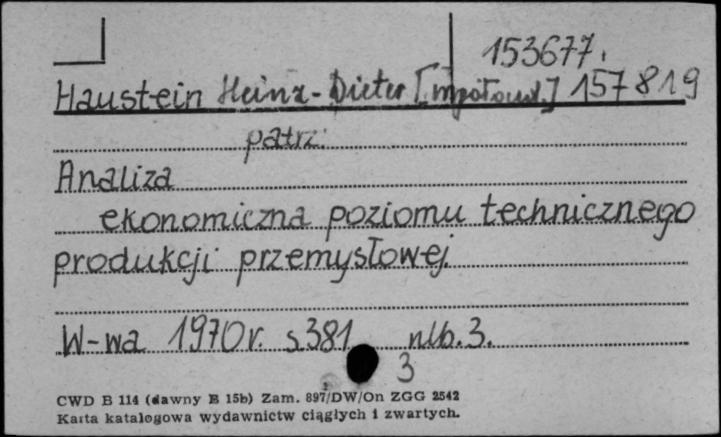 153677.
Haustein Heinz-Dieter [współaut.] 157819
patrz:
Analiza
ekonomiczna poziomu technicznego
produkcji przemysłowej.
W-wa 1970r. s.381 nlb.3.
3
CWD B 114 (dawny B 15b) Zam. 897/DW/On ZGG 2542
Karta katalogowa wydawnictw ciągłych i zwartych.